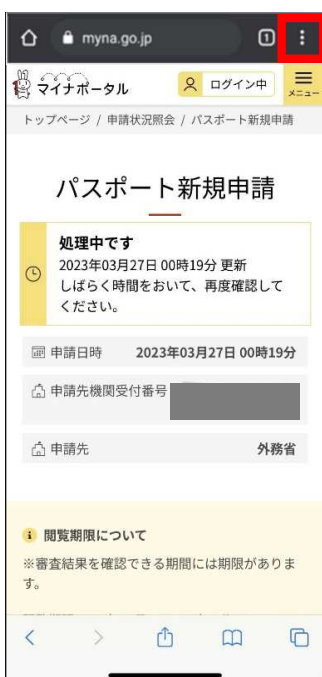 myna.go.jp
1
マイナポータル
ログイン中
メニュー
トップページ / 申請状況照会 / パスポート新規申請
パスポート新規申請
処理中です
2023年03月27日 00時19分 更新
しばらく時間をおいて、再度確認して
ください。
申請日時 2023年03月27日 00時19分
申請先機関受付番号
申請先 外務省
閲覧期限について
※審査結果を確認できる期間には期限がありま
す。